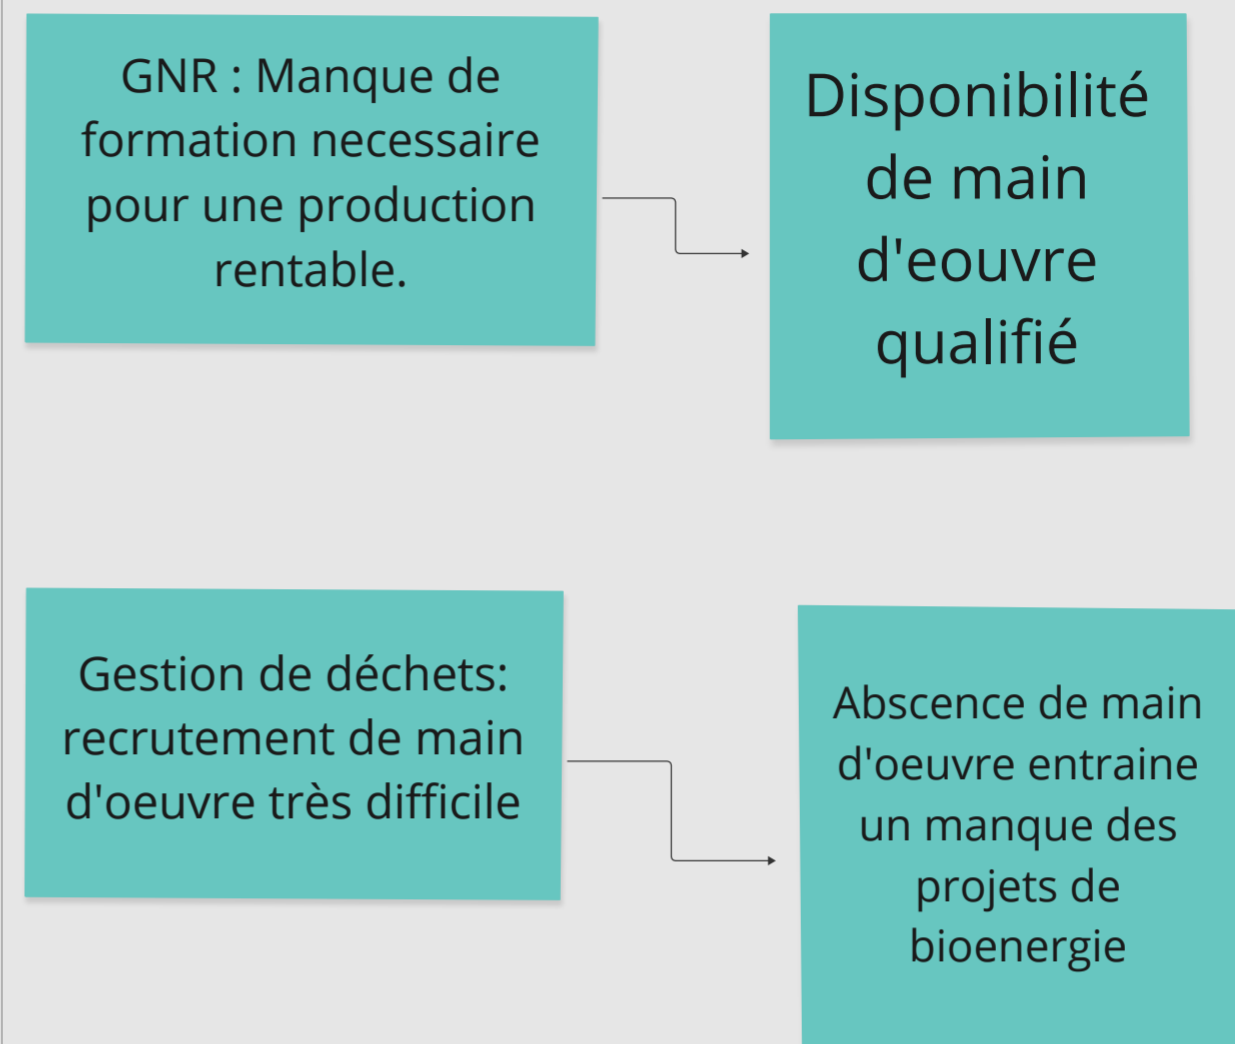 GNR : Manque de
formation necessaire
pour une production
rentable.
Disponibilité
de main
d'eouvre
qualifié
Gestion de déchets:
recrutement de main
d'oeuvre très difficile
Abscence de main
d'oeuvre entraine
un manque des
projets de
bioenergie